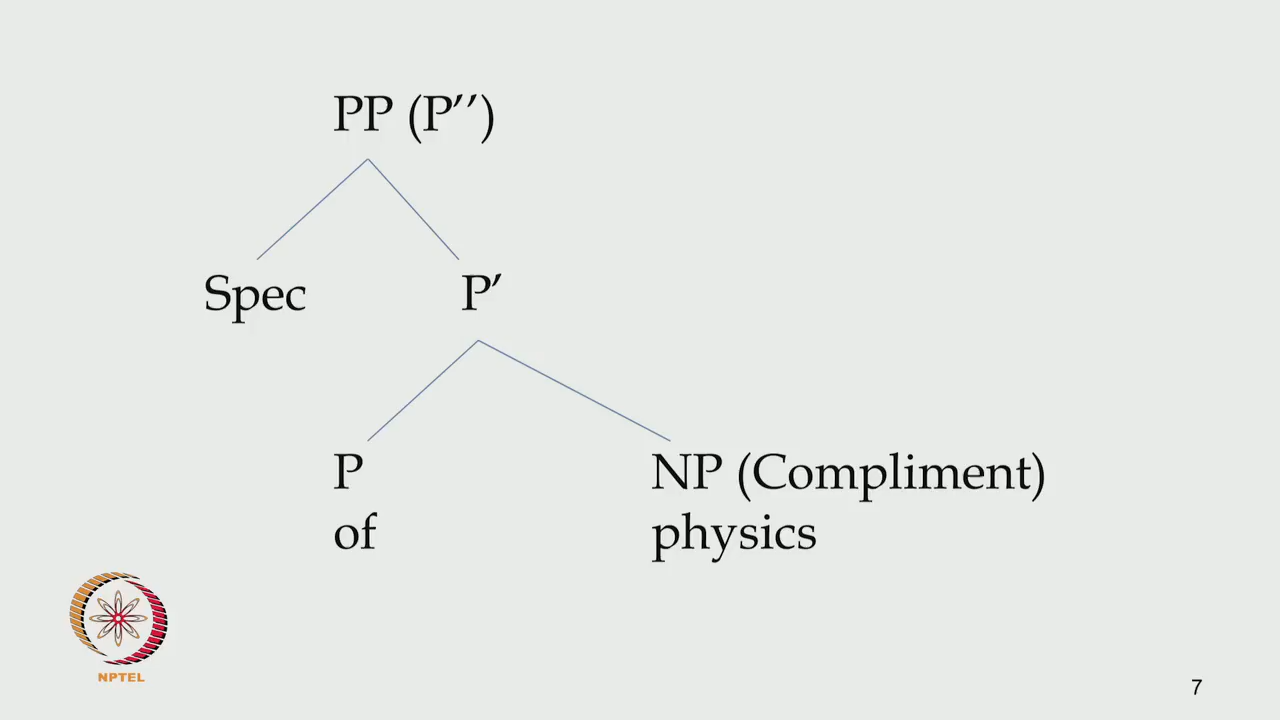 PP (P’’)
Spec P’
P NP (Compliment)
of physics
NPTEL
7